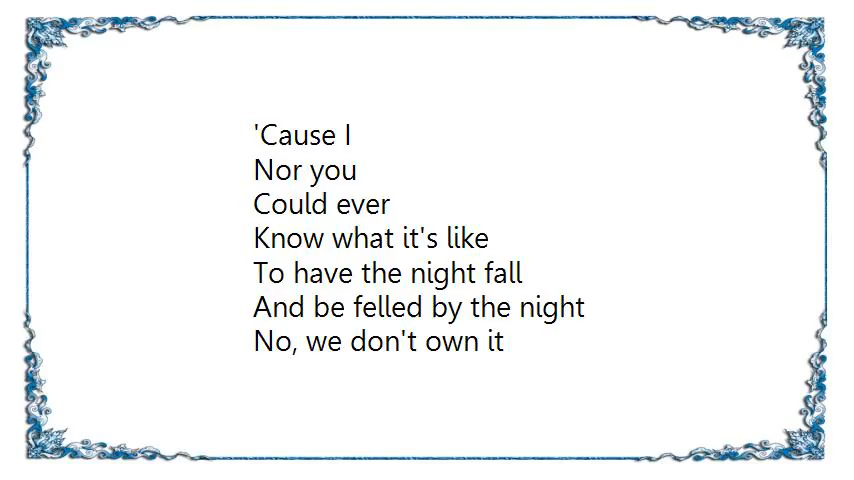 'Cause I
Nor you
Could ever
Know what it's like
To have the night fall
And be felled by the night
No, we don't own it